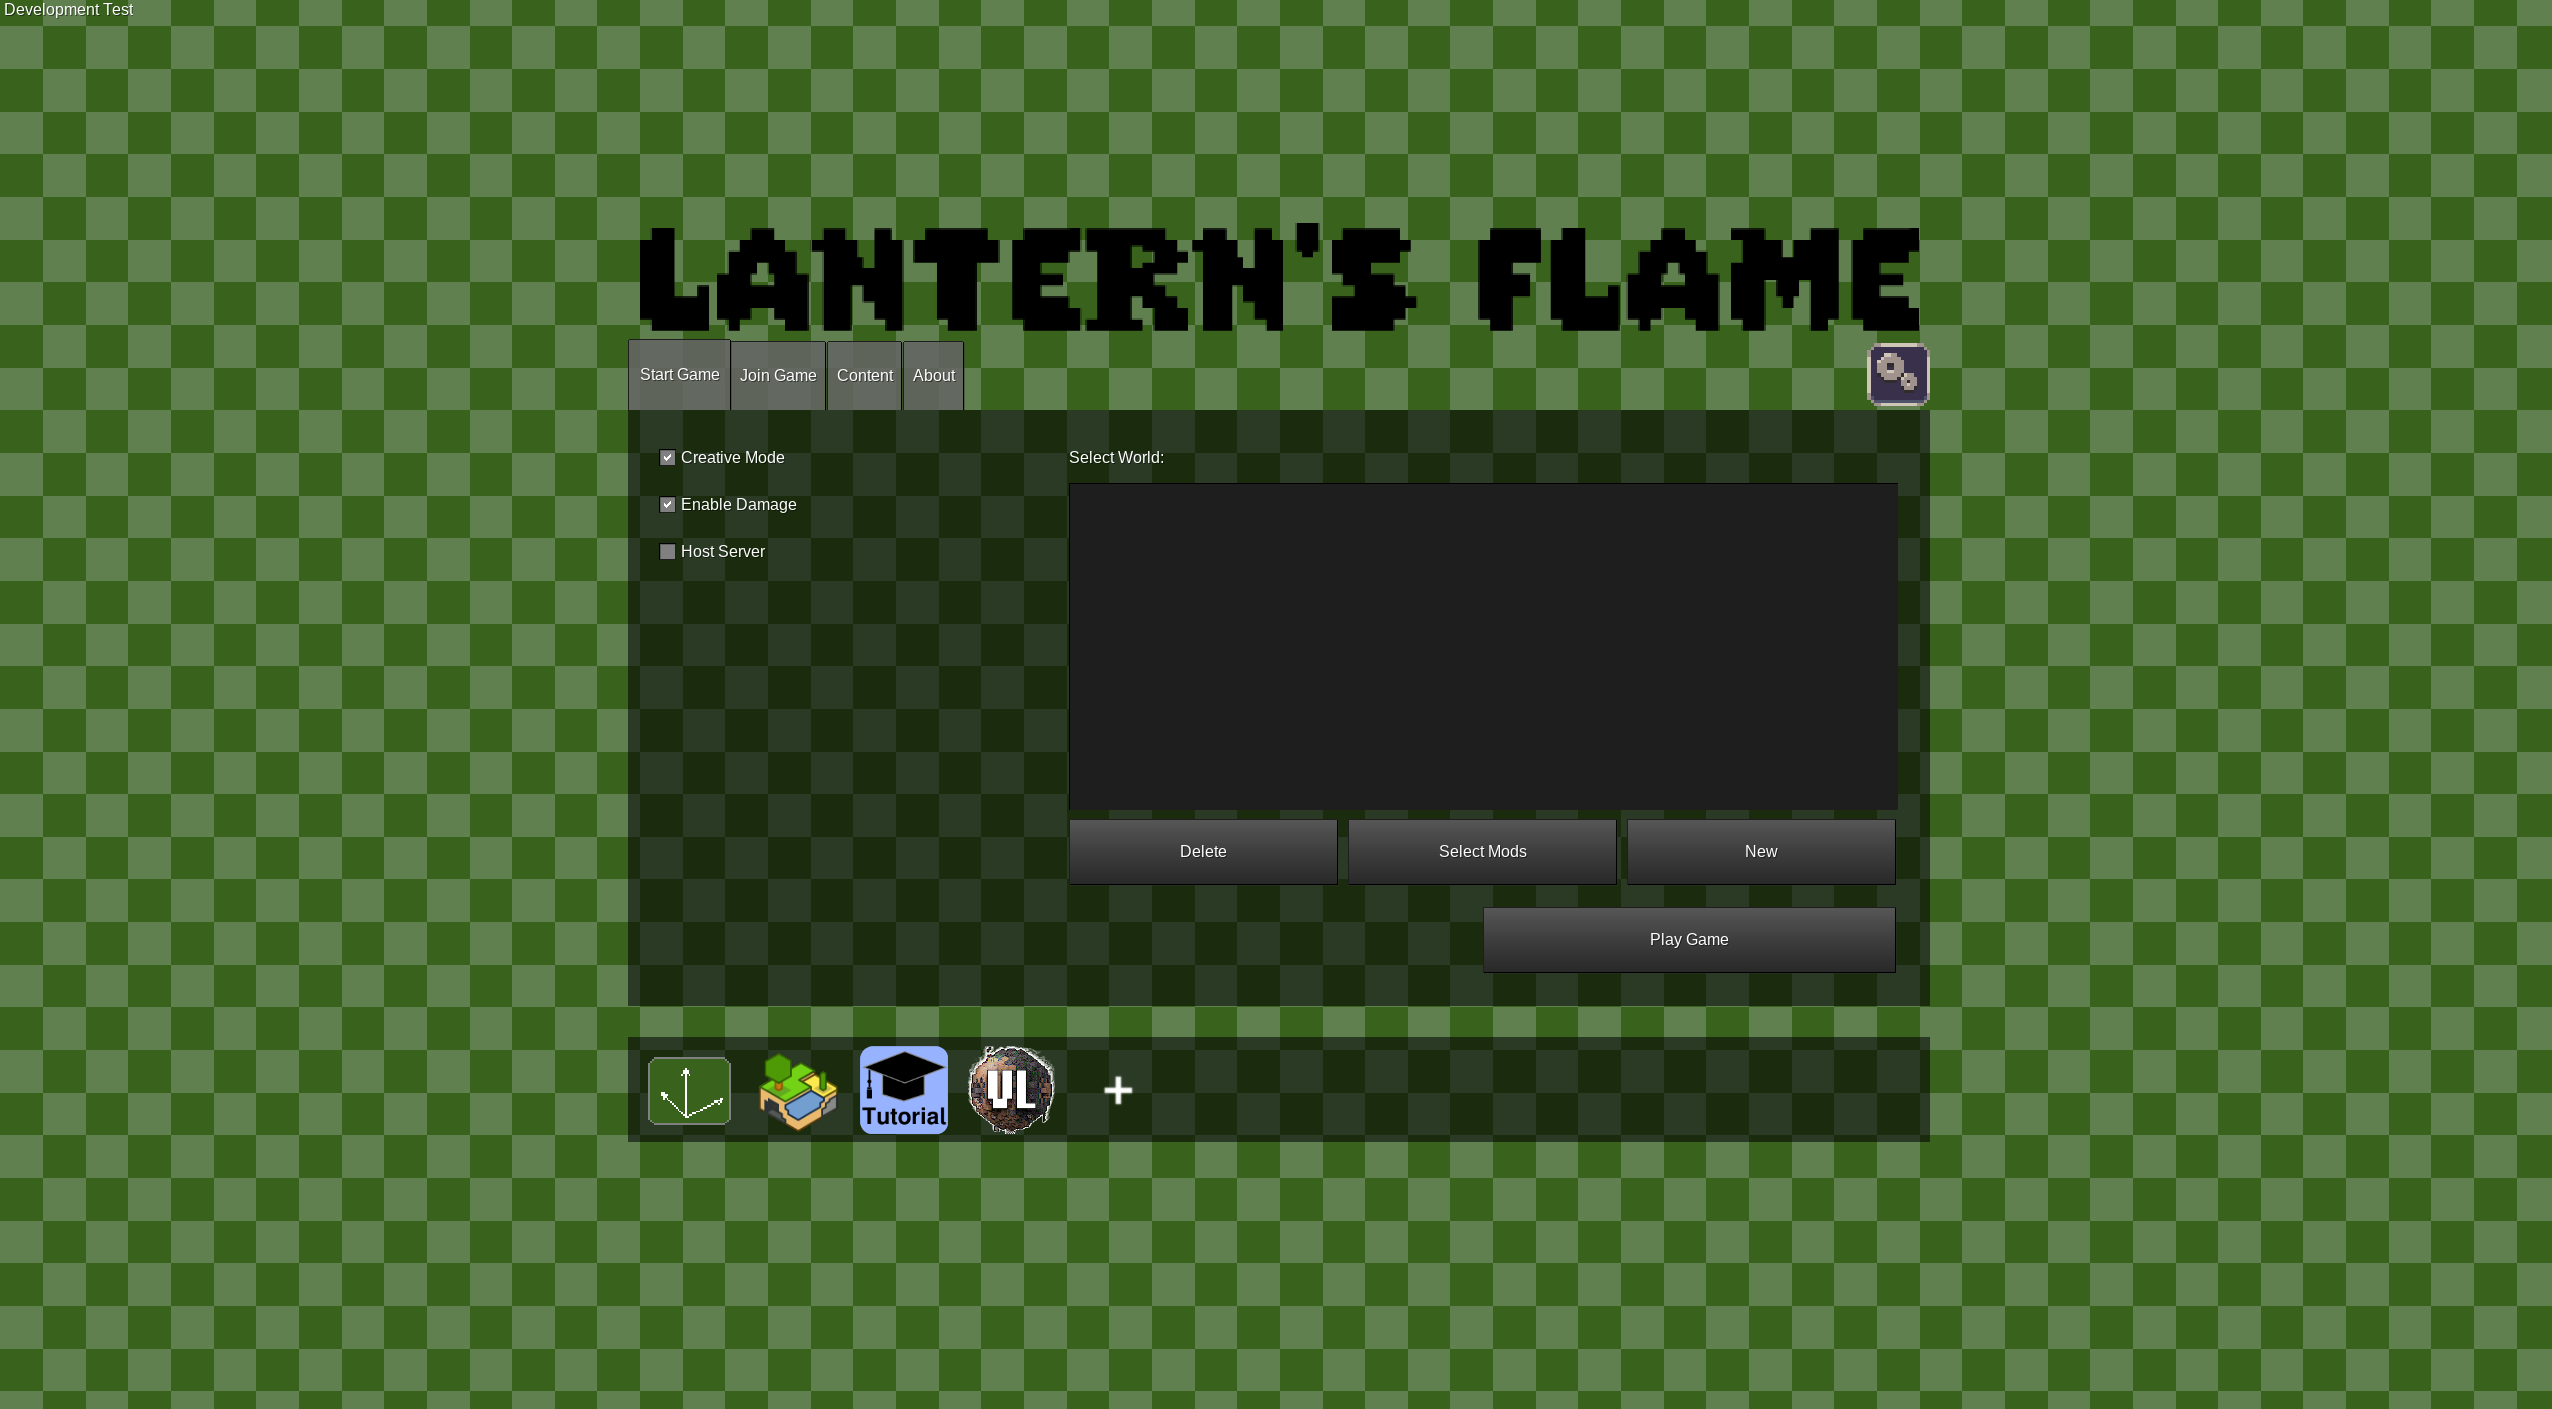 Development Test
LANTERN'S FLAME
Start Game
Join Game
Content
About
Creative Mode
Enable Damage
Host Server
Select World:
Delete
Select Mods
New
Play Game
Tutorial
VL